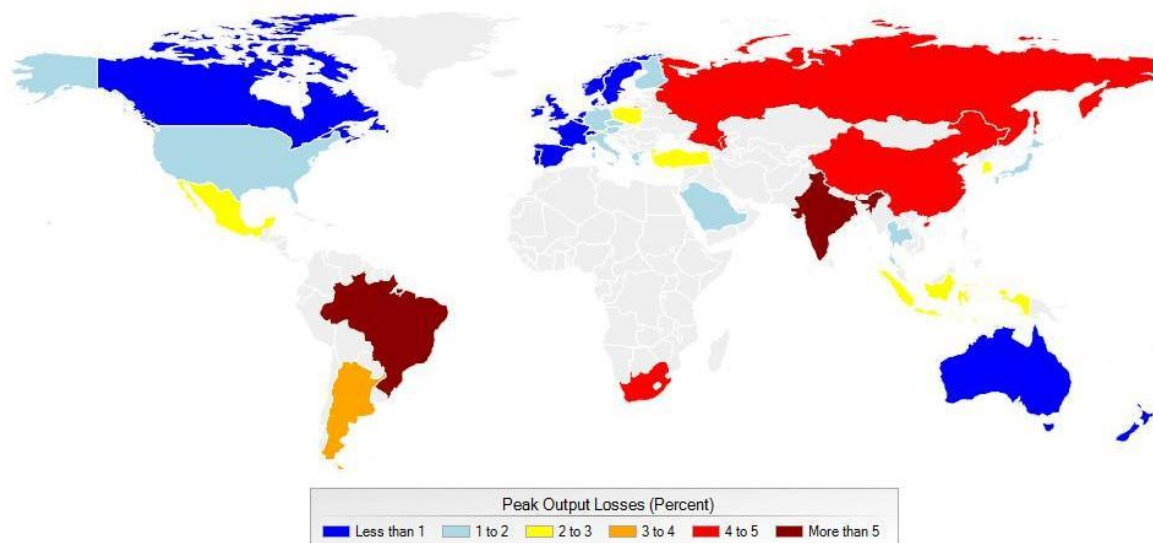 Peak Output Losses (Percent)
Less than 1 1 to 2 2 to 3 3 to 4 4 to 5 More than 5